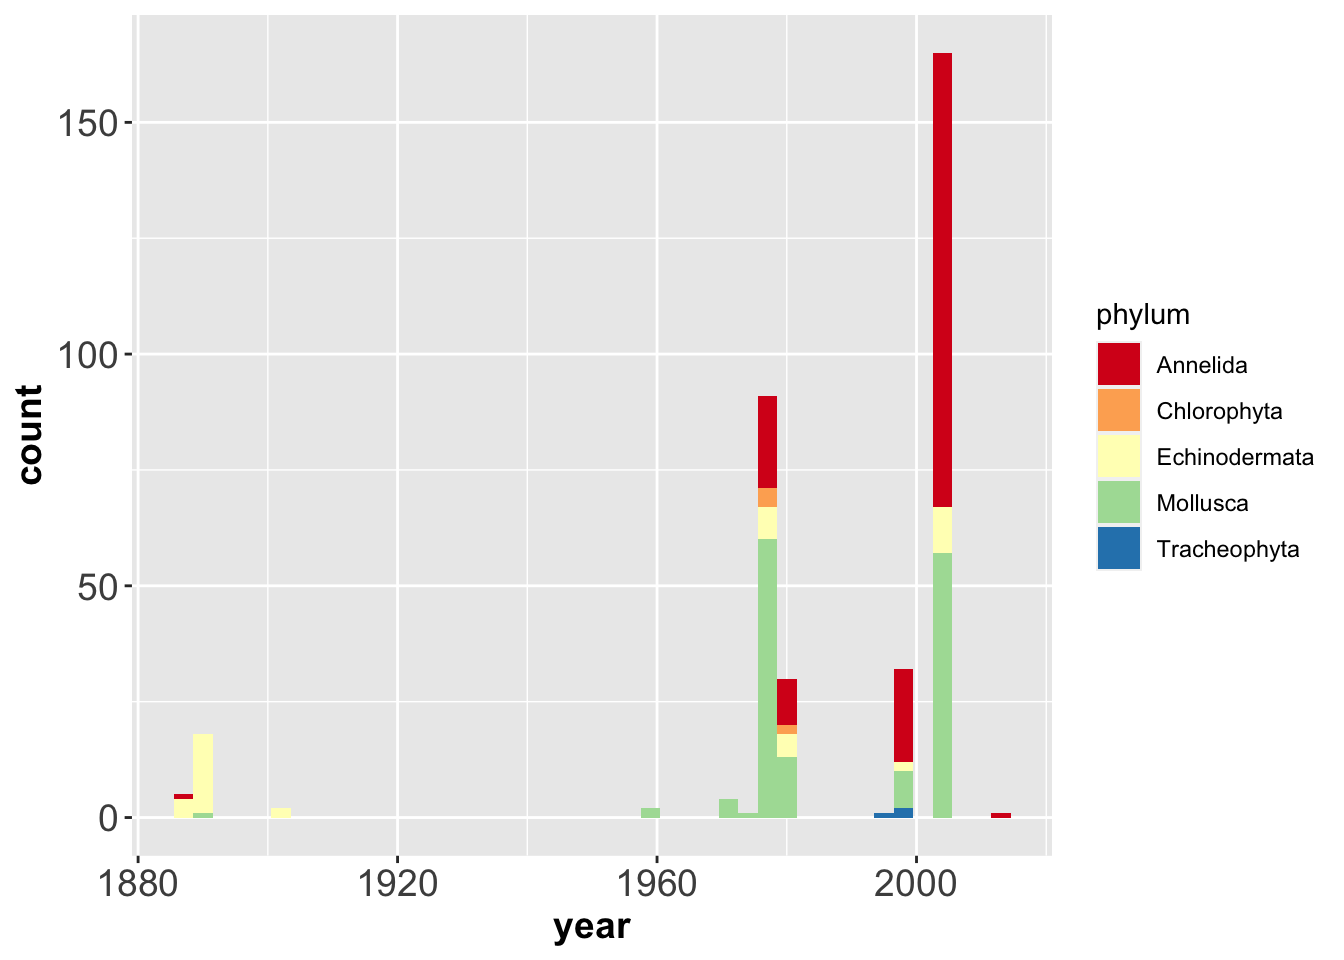 150
100
50
0
count
1880
1920
1960
2000
year
phylum
Annelida
Chlorophyta
Echinodermata
Mollusca
Tracheophyta